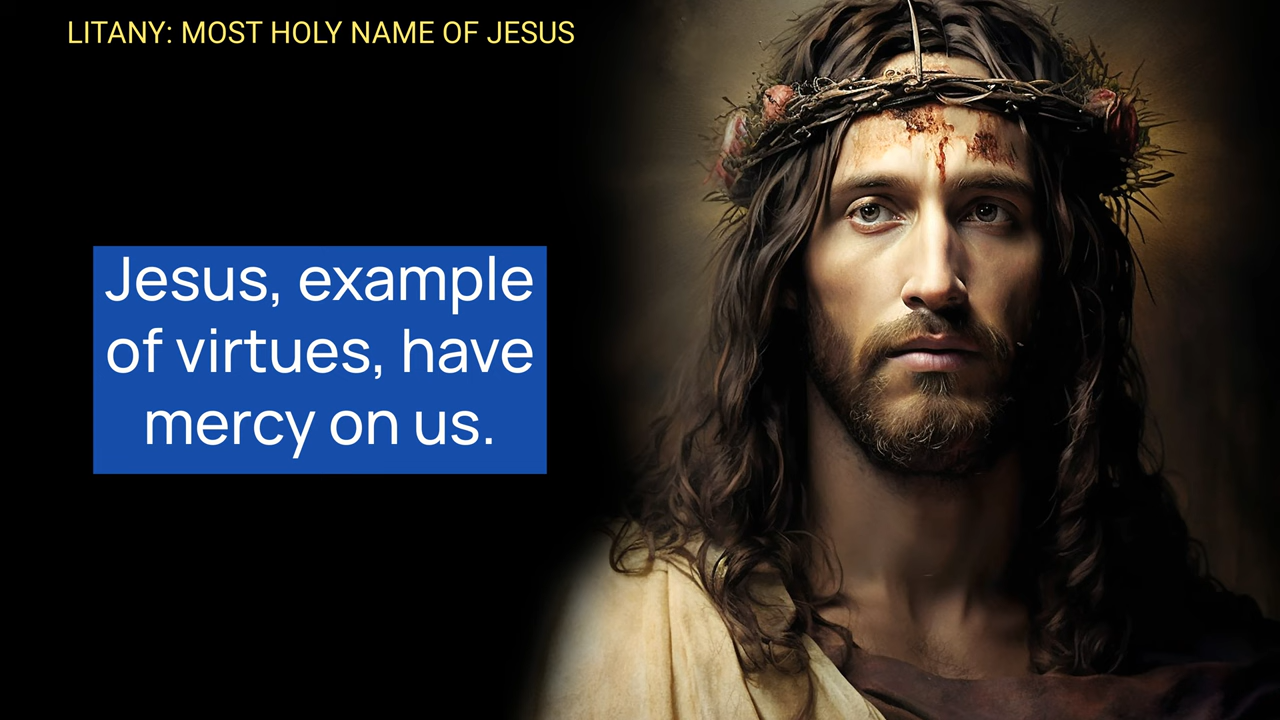 LITANY: MOST HOLY NAME OF JESUS
Jesus, example
of virtues, have
mercy on us.